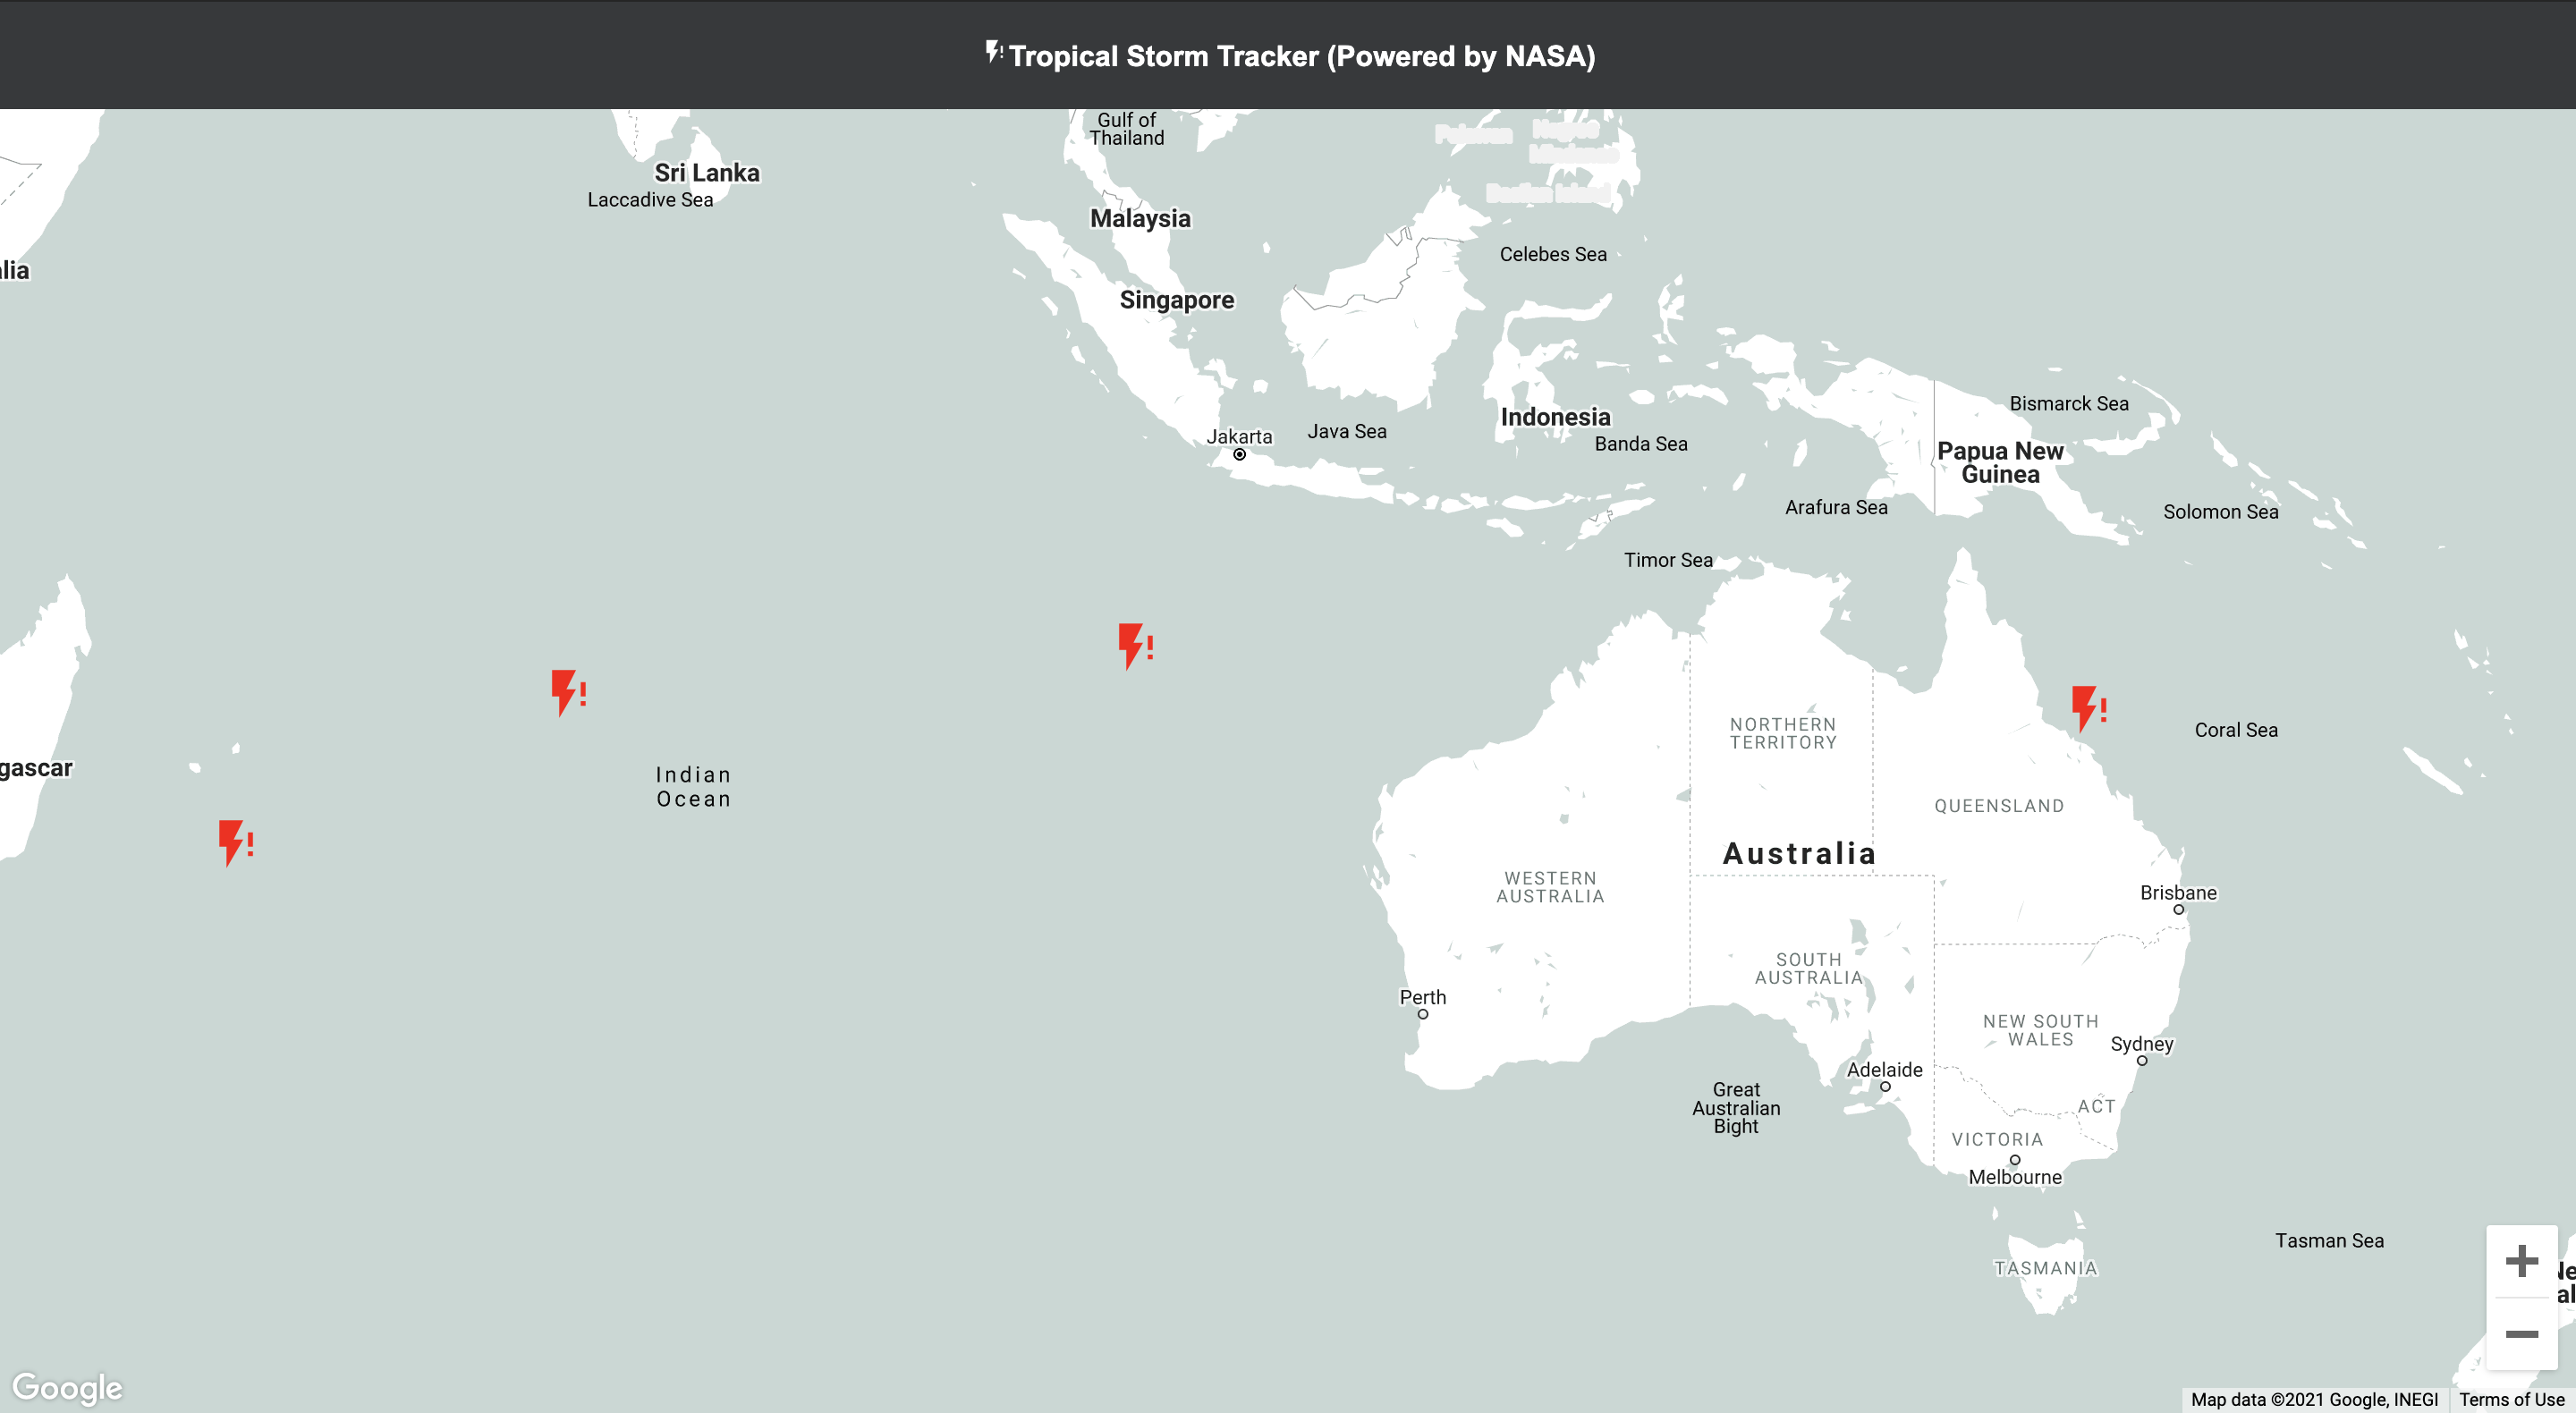 Tropical Storm Tracker (Powered by NASA)
Gulf of
Thailand
Sri Lanka
Laccadive Sea
Malaysia
Celebes Sea
alia
Singapore
Bismarck Sea
Indonesia
Java Sea
Jakarta
Banda Sea
Papua New
Guinea
Arafura Sea
Solomon Sea
Timor Sea
NORTHERN
TERRITORY
Coral Sea
gascar
Indian
Ocean
QUEENSLAND
Australia
WESTERN
AUSTRALIA
Brisbane
SOUTH
AUSTRALIA
Perth
NEW SOUTH
WALES
Sydney
Adelaide
Great
Australian
Bight
ACT
VICTORIA
Melbourne
Tasman Sea
TASMANIA
Ne
al
Google
Map data ©2021 Google, INEGI
Terms of Use